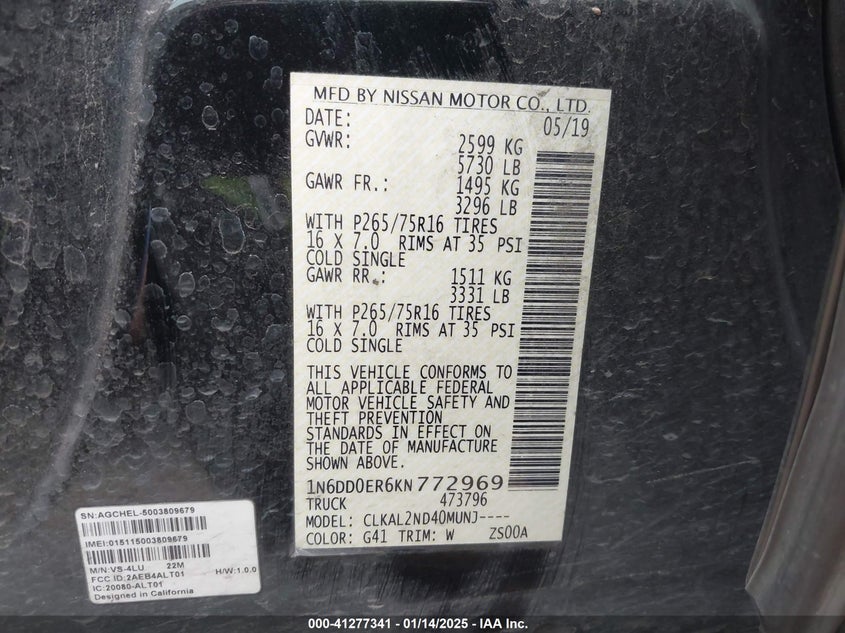 MFD BY NISSAN MOTOR CO., LTD.
DATE: 05/19
GVWR: 2599 KG
5730 LB
GAWR FR.: 1495 KG
3296 LB
WITH P265/75R16 TIRES
16 X 7.0 RIMS AT 35 PSI
COLD SINGLE
GAWR RR.: 1511 KG
3331 LB
WITH P265/75R16 TIRES
16 X 7.0 RIMS AT 35 PSI
COLD SINGLE
THIS VEHICLE CONFORMS TO
ALL APPLICABLE FEDERAL
MOTOR VEHICLE SAFETY AND
THEFT PREVENTION
STANDARDS IN EFFECT ON
THE DATE OF MANUFACTURE
SHOWN ABOVE.
1N6DD0ER6KN772969
TRUCK 473796
MODEL: CLKAL2ND40MUNJ----
COLOR: G41 TRIM: W ZS00A
SN:AGCHEL-5003809679
IMEI:015115003809679
M/N:VS-4LU 22M
FCC ID:2AEB4ALT01 H/W:1.0.0
IC:20080-ALT01
Designed in California
000-41277341 - 01/14/2025 - IAA Inc.